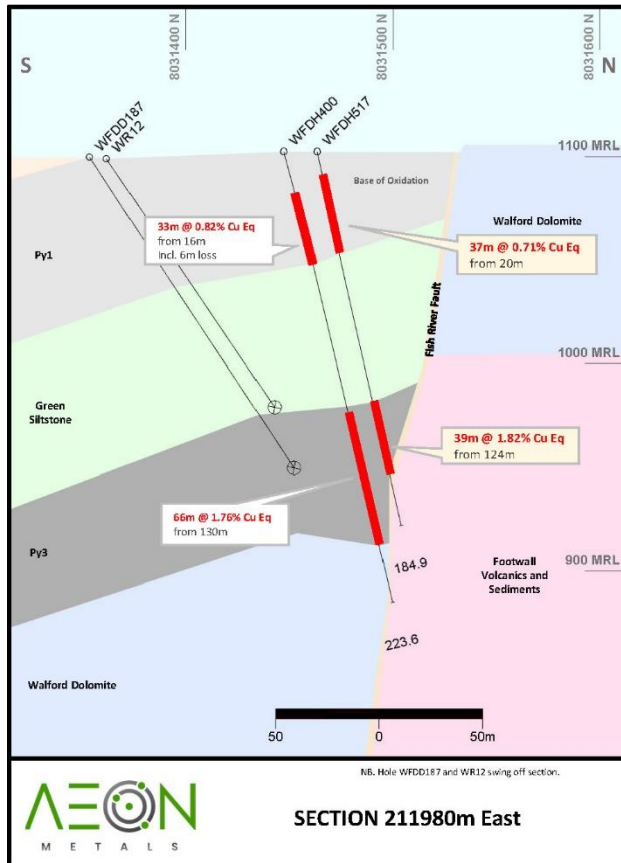 8031400 N
8031500 N
8031600 N
S
N
WFDD187
WR12
WFDH400
WFDH517
1100 MRL
Base of Oxidation
Walford Dolomite
33m @ 0.82% Cu Eq
from 16m
Incl. 6m loss
37m @ 0.71% Cu Eq
from 20m
Py1
Fish River Fault
1000 MRL
Green
Siltstone
39m @ 1.82% Cu Eq
from 124m
66m @ 1.76% Cu Eq
from 130m
Py3
184.9
Footwall
Volcanics and
Sediments
900 MRL
223.6
Walford Dolomite
50 0 50m
NB. Hole WFDD187 and WR12 swing off section.
AEON
METALS
SECTION 211980m East